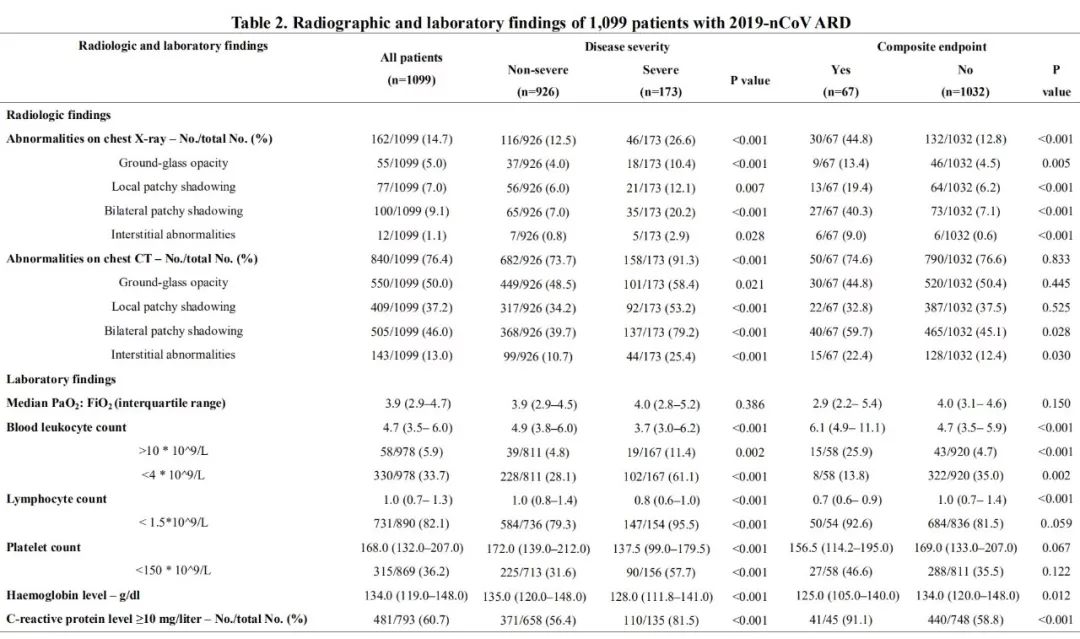 Table 2. Radiographic and laboratory findings of 1,099 patients with 2019-nCoV ARD
Radiologic and laboratory findings All patients (n=1099) Disease severity Composite endpoint
Non-severe (n=926) Severe (n=173) P value Yes (n=67) No (n=1032) P value
Radiologic findings
Abnormalities on chest X-ray – No./total No. (%) 162/1099 (14.7) 116/926 (12.5) 46/173 (26.6) <0.001 30/67 (44.8) 132/1032 (12.8) <0.001
Ground-glass opacity 55/1099 (5.0) 37/926 (4.0) 18/173 (10.4) <0.001 9/67 (13.4) 46/1032 (4.5) 0.005
Local patchy shadowing 77/1099 (7.0) 56/926 (6.0) 21/173 (12.1) 0.007 13/67 (19.4) 64/1032 (6.2) <0.001
Bilateral patchy shadowing 100/1099 (9.1) 65/926 (7.0) 35/173 (20.2) <0.001 27/67 (40.3) 73/1032 (7.1) <0.001
Interstitial abnormalities 12/1099 (1.1) 7/926 (0.8) 5/173 (2.9) 0.028 6/67 (9.0) 6/1032 (0.6) <0.001
Abnormalities on chest CT – No./total No. (%) 840/1099 (76.4) 682/926 (73.7) 158/173 (91.3) <0.001 50/67 (74.6) 790/1032 (76.6) 0.833
Ground-glass opacity 550/1099 (50.0) 449/926 (48.5) 101/173 (58.4) 0.021 30/67 (44.8) 520/1032 (50.4) 0.445
Local patchy shadowing 409/1099 (37.2) 317/926 (34.2) 92/173 (53.2) <0.001 22/67 (32.8) 387/1032 (37.5) 0.525
Bilateral patchy shadowing 505/1099 (46.0) 368/926 (39.7) 137/173 (79.2) <0.001 40/67 (59.7) 465/1032 (45.1) 0.028
Interstitial abnormalities 143/1099 (13.0) 99/926 (10.7) 44/173 (25.4) <0.001 15/67 (22.4) 128/1032 (12.4) 0.030
Laboratory findings
Median PaO₂: FiO₂ (interquartile range) 3.9 (2.9–4.7) 3.9 (2.9–4.5) 4.0 (2.8–5.2) 0.386 2.9 (2.2– 5.4) 4.0 (3.1– 4.6) 0.150
Blood leukocyte count 4.7 (3.5– 6.0) 4.9 (3.8–6.0) 3.7 (3.0–6.2) <0.001 6.1 (4.9– 11.1) 4.7 (3.5– 5.9) <0.001
>10 * 10^9/L 58/978 (5.9) 39/811 (4.8) 19/167 (11.4) 0.002 15/58 (25.9) 43/920 (4.7) <0.001
<4 * 10^9/L 330/978 (33.7) 228/811 (28.1) 102/167 (61.1) <0.001 8/58 (13.8) 322/920 (35.0) 0.002
Lymphocyte count 1.0 (0.7– 1.3) 1.0 (0.8–1.4) 0.8 (0.6–1.0) <0.001 0.7 (0.6– 0.9) 1.0 (0.7– 1.4) <0.001
< 1.5*10^9/L 731/890 (82.1) 584/736 (79.3) 147/154 (95.5) <0.001 50/54 (92.6) 684/836 (81.5) 0..059
Platelet count 168.0 (132.0–207.0) 172.0 (139.0–212.0) 137.5 (99.0–179.5) <0.001 156.5 (114.2–195.0) 169.0 (133.0–207.0) 0.067
<150 * 10^9/L 315/869 (36.2) 225/713 (31.6) 90/156 (57.7) <0.001 27/58 (46.6) 288/811 (35.5) 0.122
Haemoglobin level – g/dl 134.0 (119.0–148.0) 135.0 (120.0–148.0) 128.0 (111.8–141.0) <0.001 125.0 (105.0–140.0) 134.0 (120.0–148.0) 0.012
C-reactive protein level ≥10 mg/liter – No./total No. (%) 481/793 (60.7) 371/658 (56.4) 110/135 (81.5) <0.001 41/45 (91.1) 440/748 (58.8) <0.001